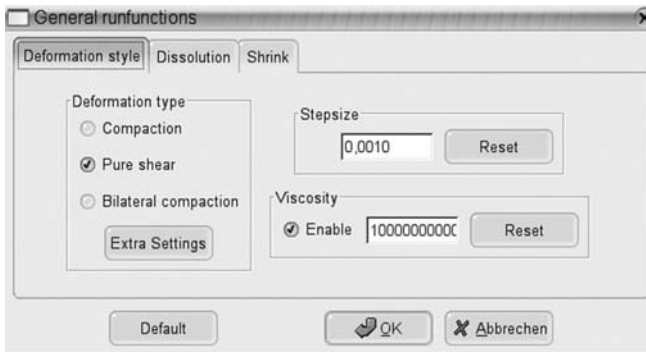 General runfunctions
Deformation style
Dissolution
Shrink
Deformation type
Compaction
Pure shear
Bilateral compaction
Extra Settings
Stepsize
0,0010
Reset
Viscosity
Enable
10000000000
Reset
Default
OK
Abbrechen